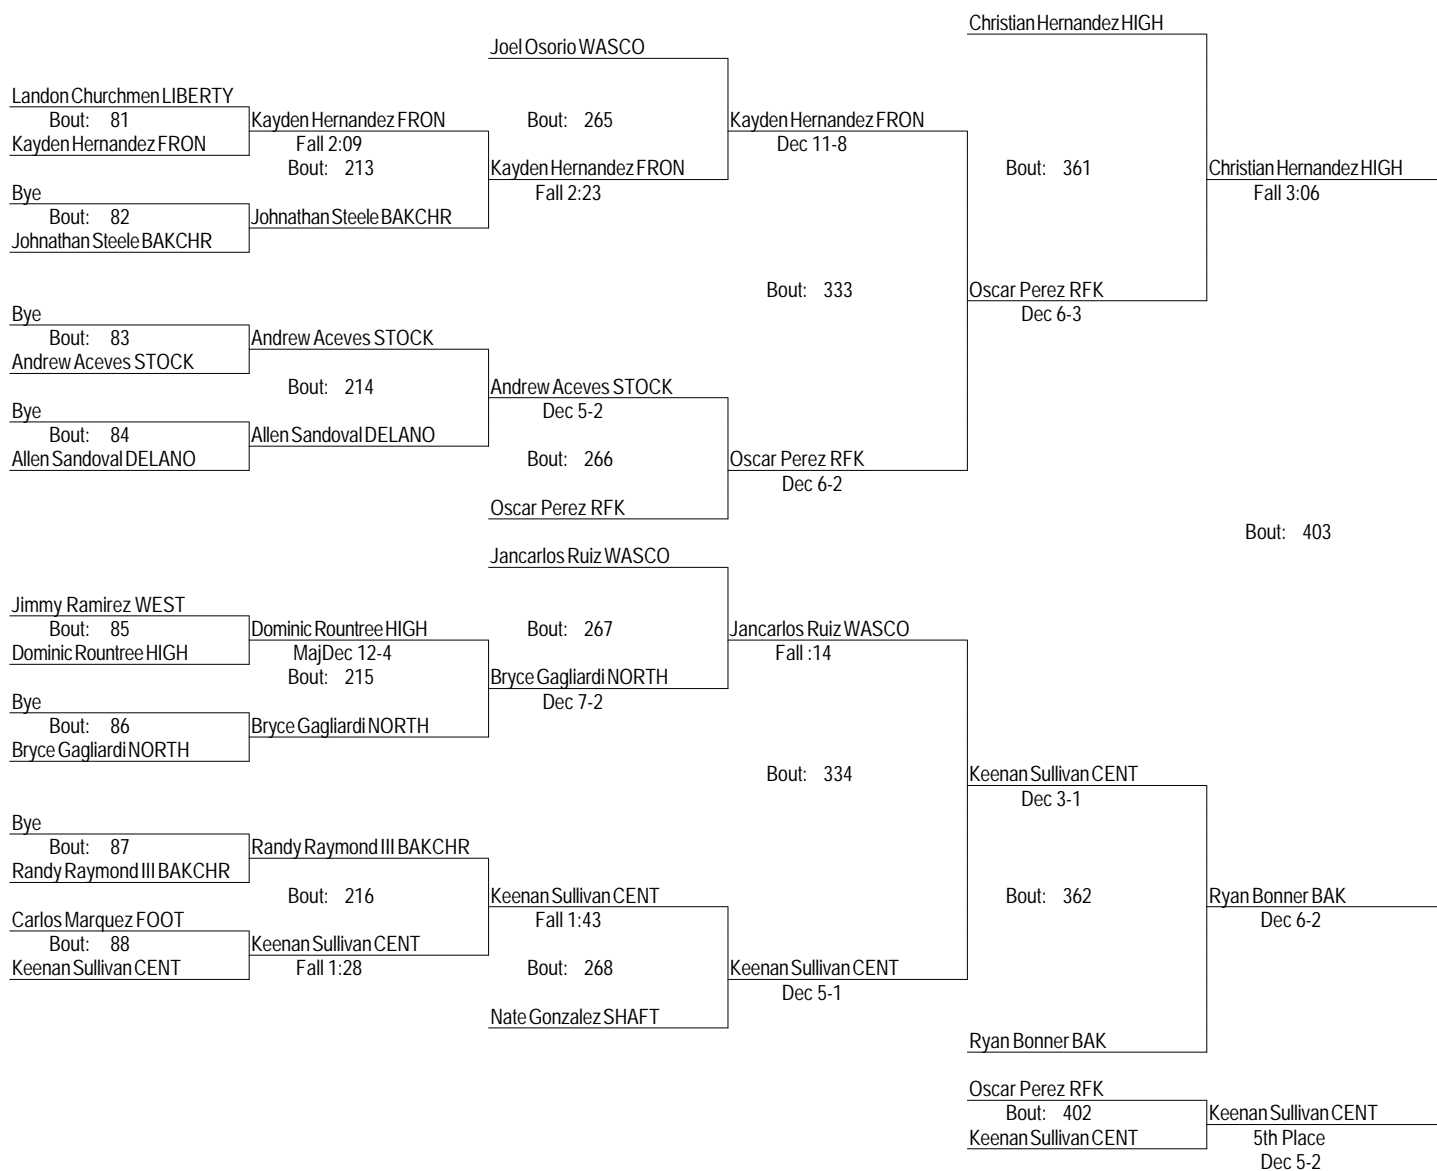 Christian Hernandez HIGH
Joel Osorio WASCO
Landon Churchmen LIBERTY
Bout: 81
Kayden Hernandez FRON
Kayden Hernandez FRON
Fall 2:09
Bout: 265
Kayden Hernandez FRON
Dec 11-8
Bout: 213
Kayden Hernandez FRON
Fall 2:23
Bout: 361
Christian Hernandez HIGH
Fall 3:06
Bye
Bout: 82
Johnathan Steele BAKCHR
Johnathan Steele BAKCHR
Bout: 333
Oscar Perez RFK
Dec 6-3
Bye
Bout: 83
Andrew Aceves STOCK
Andrew Aceves STOCK
Bout: 214
Andrew Aceves STOCK
Dec 5-2
Bye
Bout: 84
Allen Sandoval DELANO
Allen Sandoval DELANO
Bout: 266
Oscar Perez RFK
Dec 6-2
Oscar Perez RFK
Bout: 403
Jancarlos Ruiz WASCO
Jimmy Ramirez WEST
Bout: 85
Dominic Rountree HIGH
Dominic Rountree HIGH
MajDec 12-4
Bout: 267
Jancarlos Ruiz WASCO
Fall :14
Bout: 215
Bryce Gagliardi NORTH
Dec 7-2
Bye
Bout: 86
Bryce Gagliardi NORTH
Bryce Gagliardi NORTH
Bout: 334
Keenan Sullivan CENT
Dec 3-1
Bye
Bout: 87
Randy Raymond III BAKCHR
Randy Raymond III BAKCHR
Bout: 216
Keenan Sullivan CENT
Fall 1:43
Bout: 362
Ryan Bonner BAK
Dec 6-2
Carlos Marquez FOOT
Bout: 88
Keenan Sullivan CENT
Keenan Sullivan CENT
Fall 1:28
Bout: 268
Keenan Sullivan CENT
Dec 5-1
Nate Gonzalez SHAFT
Ryan Bonner BAK
Oscar Perez RFK
Bout: 402
Keenan Sullivan CENT
Keenan Sullivan CENT
5th Place
Dec 5-2